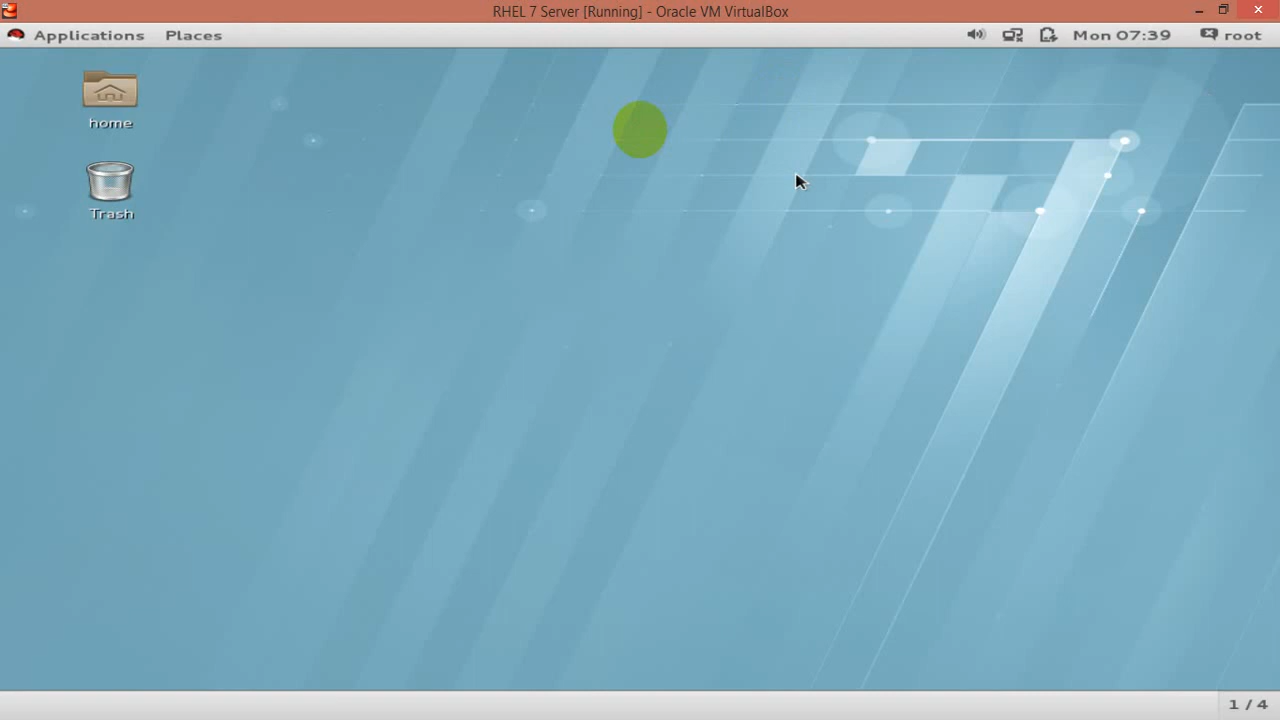 RHEL 7 Server [Running] - Oracle VM VirtualBox
Applications Places Mon 07:39 root
home
Trash
1 / 4